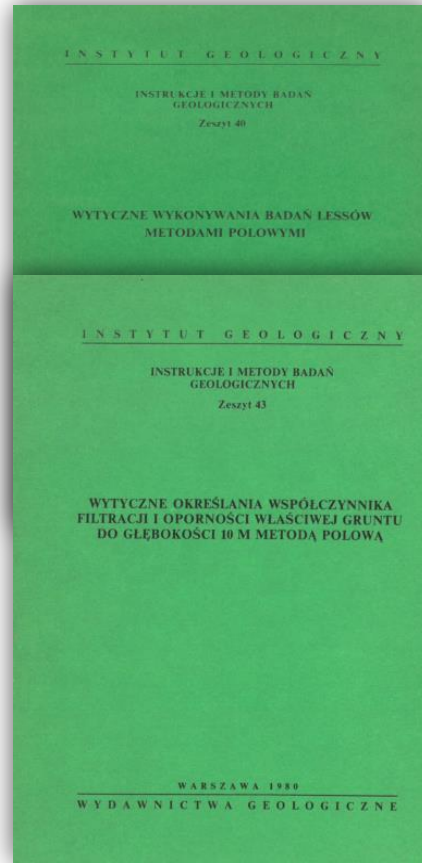 INSTYTUT GEOLOGICZNY
INSTRUKCJE I METODY BADAŃ
GEOLOGICZNYCH
Zeszyt 40
WYTYCZNE WYKONYWANIA BADAŃ LESSÓW
METODAMI POLOWYMI
INSTYTUT GEOLOGICZNY
INSTRUKCJE I METODY BADAŃ
GEOLOGICZNYCH
Zeszyt 43
WYTYCZNE OKREŚLANIA WSPÓŁCZYNNIKA
FILTRACJI I OPORNOŚCI WŁAŚCIWEJ GRUNTU
DO GŁĘBOKOŚCI 10 M METODĄ POLOWĄ
WARSZAWA 1980
WYDAWNICTWA GEOLOGICZNE